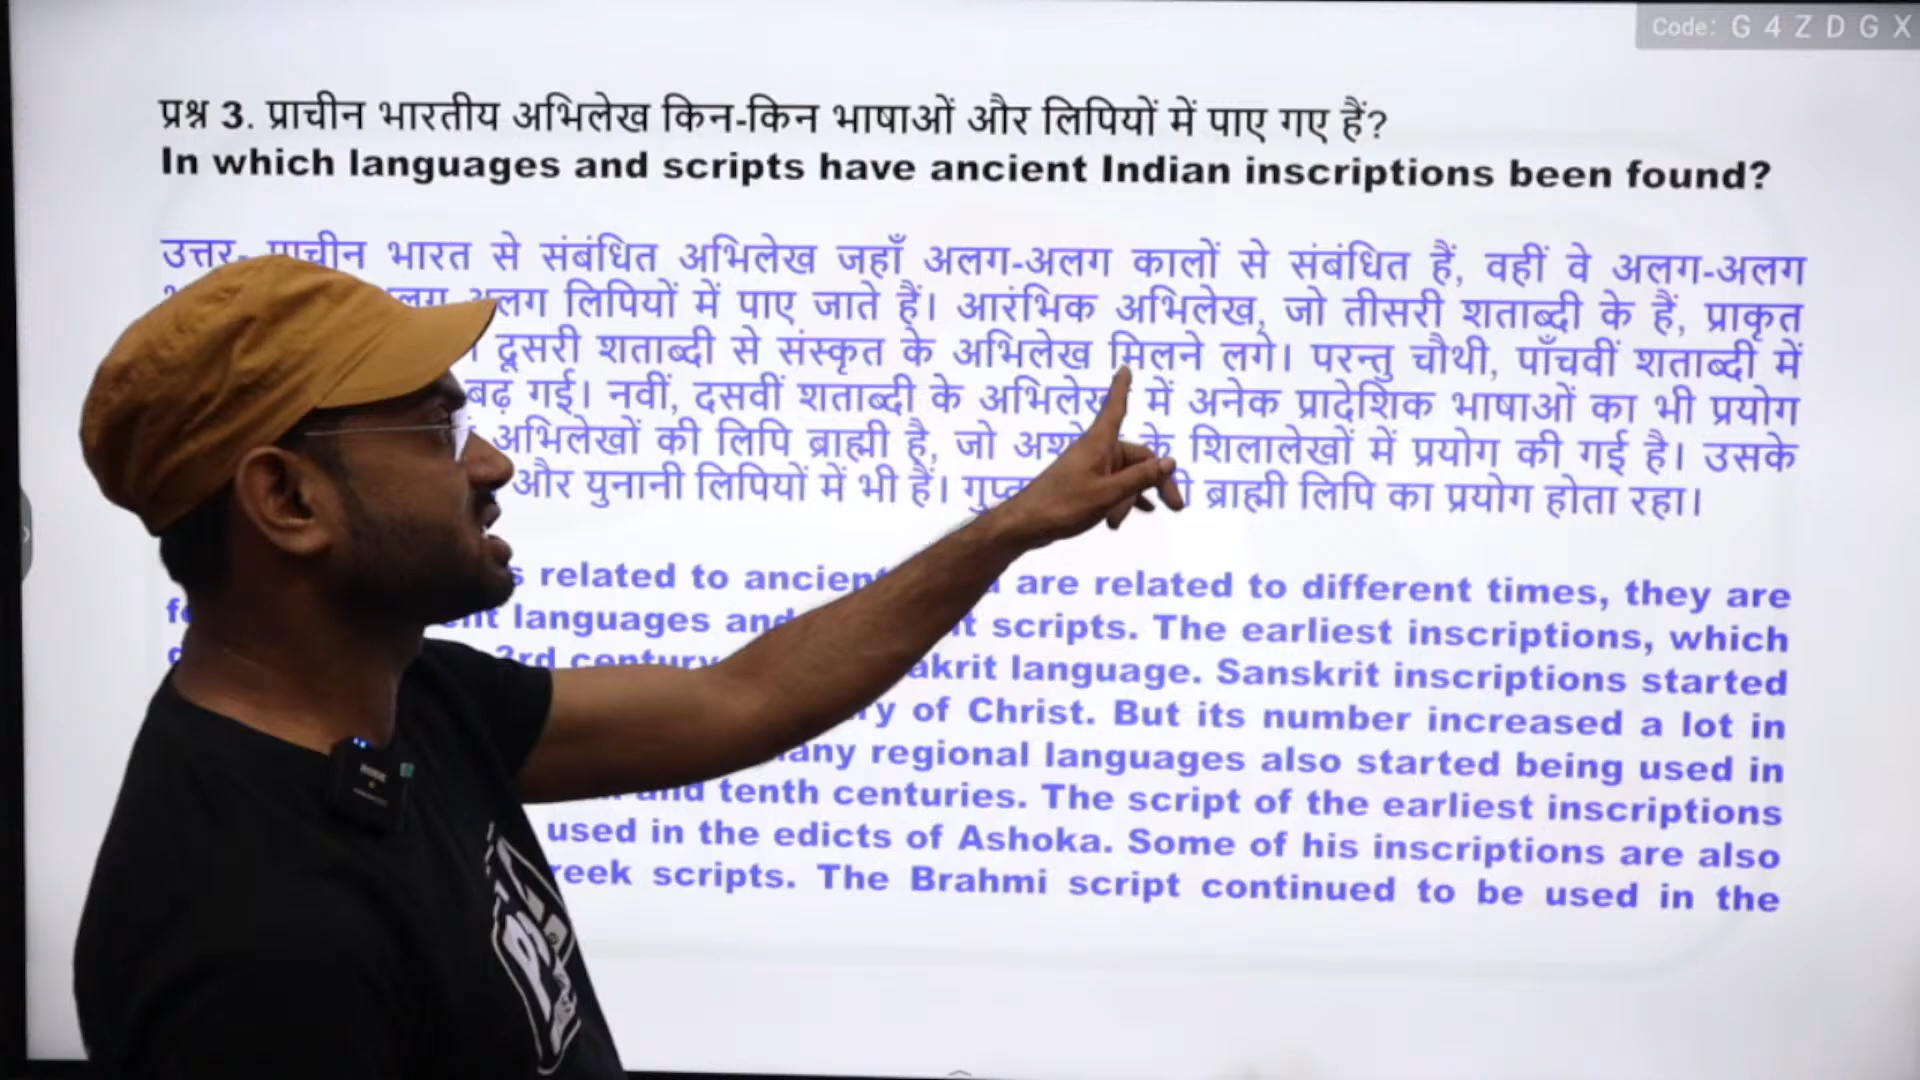 Code: G 4 Z D G X
प्रश्न 3. प्राचीन भारतीय अभिलेख किन-किन भाषाओं और लिपियों में पाए गए हैं?
In which languages and scripts have ancient Indian inscriptions been found?
उत्तर- प्राचीन भारत से संबंधित अभिलेख जहाँ अलग-अलग कालों से संबंधित हैं, वहीं वे अलग-अलग
लिपियों में पाए जाते हैं। आरंभिक अभिलेख, जो तीसरी शताब्दी के हैं, प्राकृत
दूसरी शताब्दी से संस्कृत के अभिलेख मिलने लगे। परन्तु चौथी, पाँचवीं शताब्दी में
बढ़ गई। नवीं, दसवीं शताब्दी के अभिलेखों में अनेक प्रादेशिक भाषाओं का भी प्रयोग
अभिलेखों की लिपि ब्राह्मी है, जो के शिलालेखों में प्रयोग की गई है। उसके
और युनानी लिपियों में भी हैं। ब्राह्मी लिपि का प्रयोग होता रहा।
related to ancient are related to different times, they are
languages and scripts. The earliest inscriptions, which
3rd century language. Sanskrit inscriptions started
of Christ. But its number increased a lot in
regional languages also started being used in
and tenth centuries. The script of the earliest inscriptions
used in the edicts of Ashoka. Some of his inscriptions are also
scripts. The Brahmi script continued to be used in the